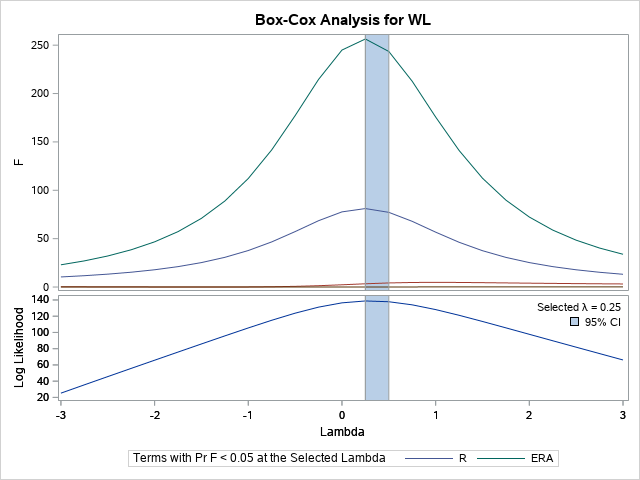 Box-Cox Analysis for WL
250
200
150
100
50
0
F
140
120
100
80
60
40
20
Log Likelihood
Selected λ = 0.25
95% CI
-3 -2 -1 0 1 2 3
Lambda
Terms with Pr F < 0.05 at the Selected Lambda R ERA